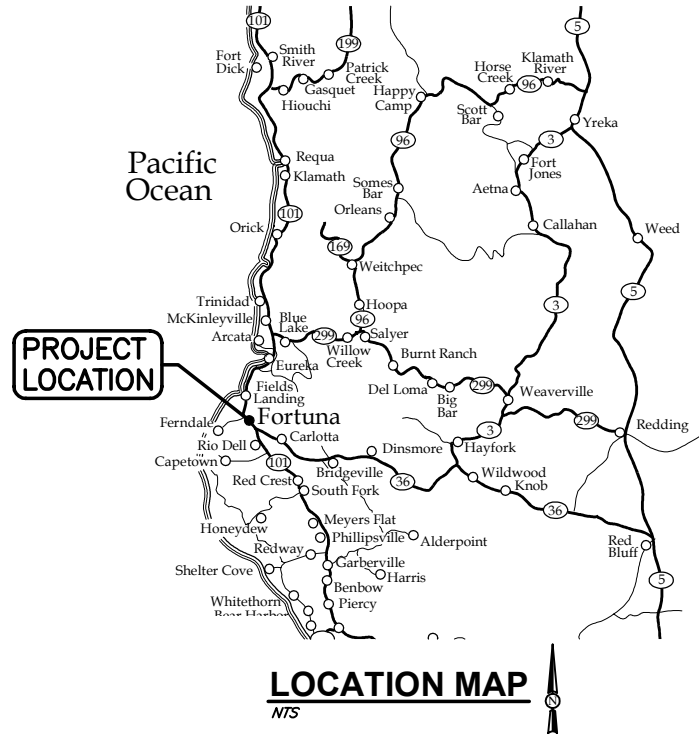 101
5
Smith
River
199
Fort
Dick
Patrick
Creek
Gasquet
Hiouchi
Horse
Creek
Klamath
River
96
Happy
Camp
Scott
Bar
Yreka
96
3
Pacific
Ocean
Requa
Klamath
Fort
Jones
Somes
Bar
Aetna
101
Orleans
Callahan
Orick
Weed
169
Weitchpec
5
Trinidad
Hoopa
3
McKinleyville
Blue
Lake
96
Arcata
299
Salyer
Willow
Creek
PROJECT
LOCATION
Eureka
Burnt Ranch
Del Loma
Big
Bar
299
Weaverville
Fields
Landing
Fortuna
Ferndale
299
Redding
Carlotta
3
Rio Dell
Dinsmore
Hayfork
Capetown
101
Bridgeville
Red Crest
36
Wildwood
Knob
South Fork
36
Honeydew
Meyers Flat
Phillipsville
Alderpoint
Redway
Red
Bluff
Shelter Cove
Garberville
Harris
5
Benbow
Whitethorn
Piercy
Bear Harbor
LOCATION MAP
NTS
N